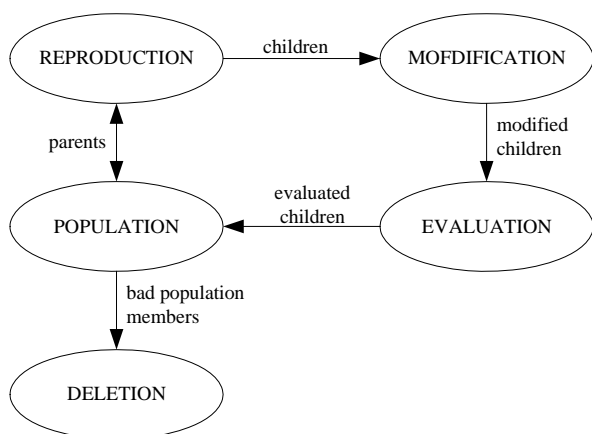 REPRODUCTION
children
MOFDIFICATION
parents
modified
children
POPULATION
evaluated
children
EVALUATION
bad population
members
DELETION